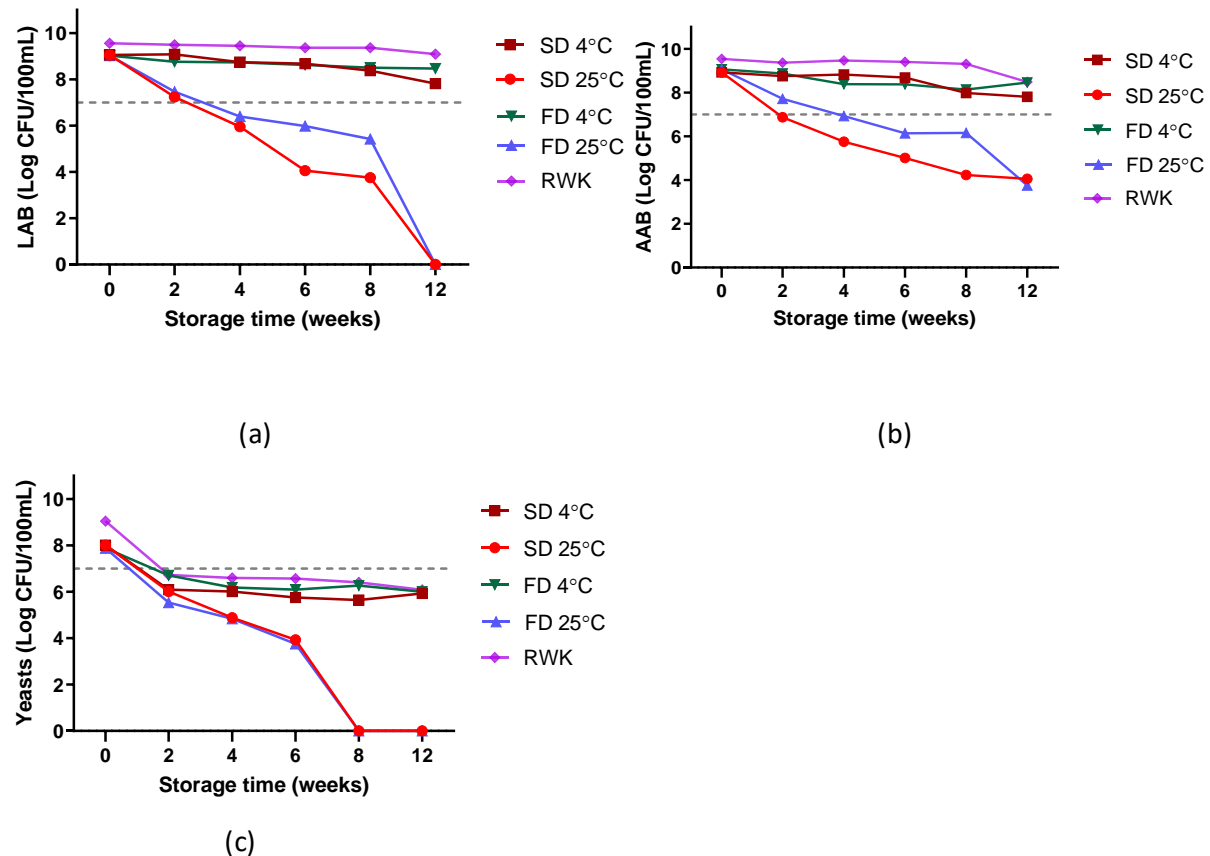 LAB (Log CFU/100mL)
10
8
6
4
2
0
0 2 4 6 8 12
Storage time (weeks)
SD 4°C
SD 25°C
FD 4°C
FD 25°C
RWK
(a)
AAB (Log CFU/100mL)
10
8
6
4
2
0
0 2 4 6 8 12
Storage time (weeks)
SD 4°C
SD 25°C
FD 4°C
FD 25°C
RWK
(b)
Yeasts (Log CFU/100mL)
10
8
6
4
2
0
0 2 4 6 8 12
Storage time (weeks)
SD 4°C
SD 25°C
FD 4°C
FD 25°C
RWK
(c)